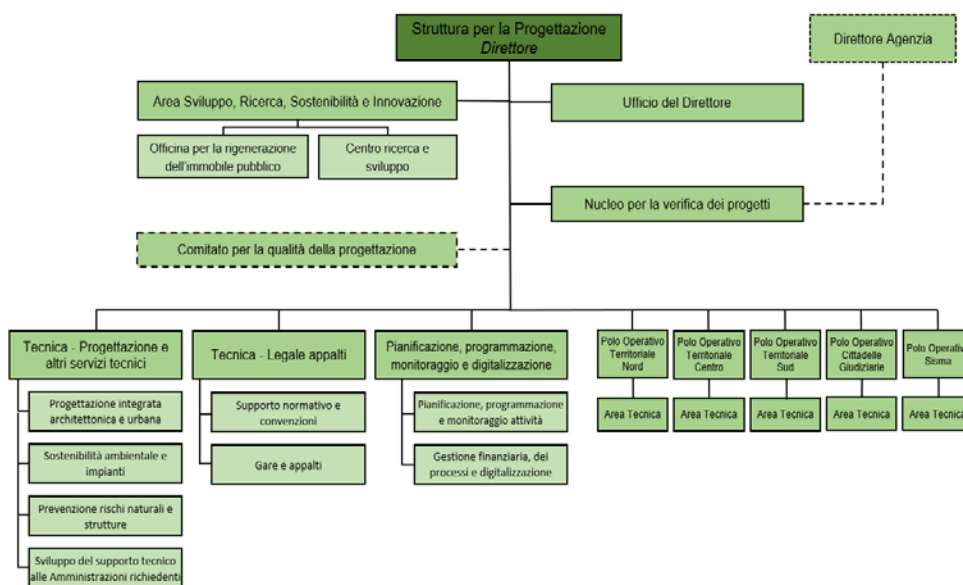 Struttura per la Progettazione
Direttore
Direttore Agenzia
Area Sviluppo, Ricerca, Sostenibilità e Innovazione
Ufficio del Direttore
Officina per la rigenerazione
dell'immobile pubblico
Centro ricerca e
sviluppo
Nucleo per la verifica dei progetti
Comitato per la qualità della progettazione
Tecnica - Progettazione e
altri servizi tecnici
Progettazione integrata
architettonica e urbana
Sostenibilità ambientale e
impianti
Prevenzione rischi naturali e
strutture
Sviluppo del supporto tecnico
alle Amministrazioni richiedenti
Tecnica - Legale appalti
Supporto normativo e
convenzioni
Gare e appalti
Pianificazione, programmazione,
monitoraggio e digitalizzazione
Pianificazione, programmazione
e monitoraggio attività
Gestione finanziaria, dei
processi e digitalizzazione
Polo Operativo
Territoriale
Nord
Area Tecnica
Polo Operativo
Territoriale
Centro
Area Tecnica
Polo Operativo
Territoriale
Sud
Area Tecnica
Polo Operativo
Cittadelle
Giudiziarie
Area Tecnica
Polo Operativo
Sisma
Area Tecnica